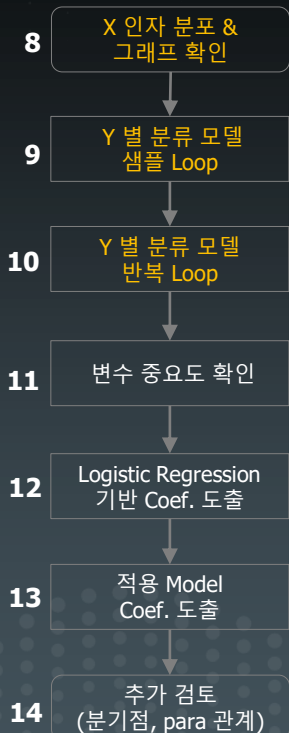 8
X 인자 분포 &
그래프 확인
9
Y 별 분류 모델
샘플 Loop
10
Y 별 분류 모델
반복 Loop
11
변수 중요도 확인
12
Logistic Regression
기반 Coef. 도출
13
적용 Model
Coef. 도출
14
추가 검토
(분기점, para 관계)